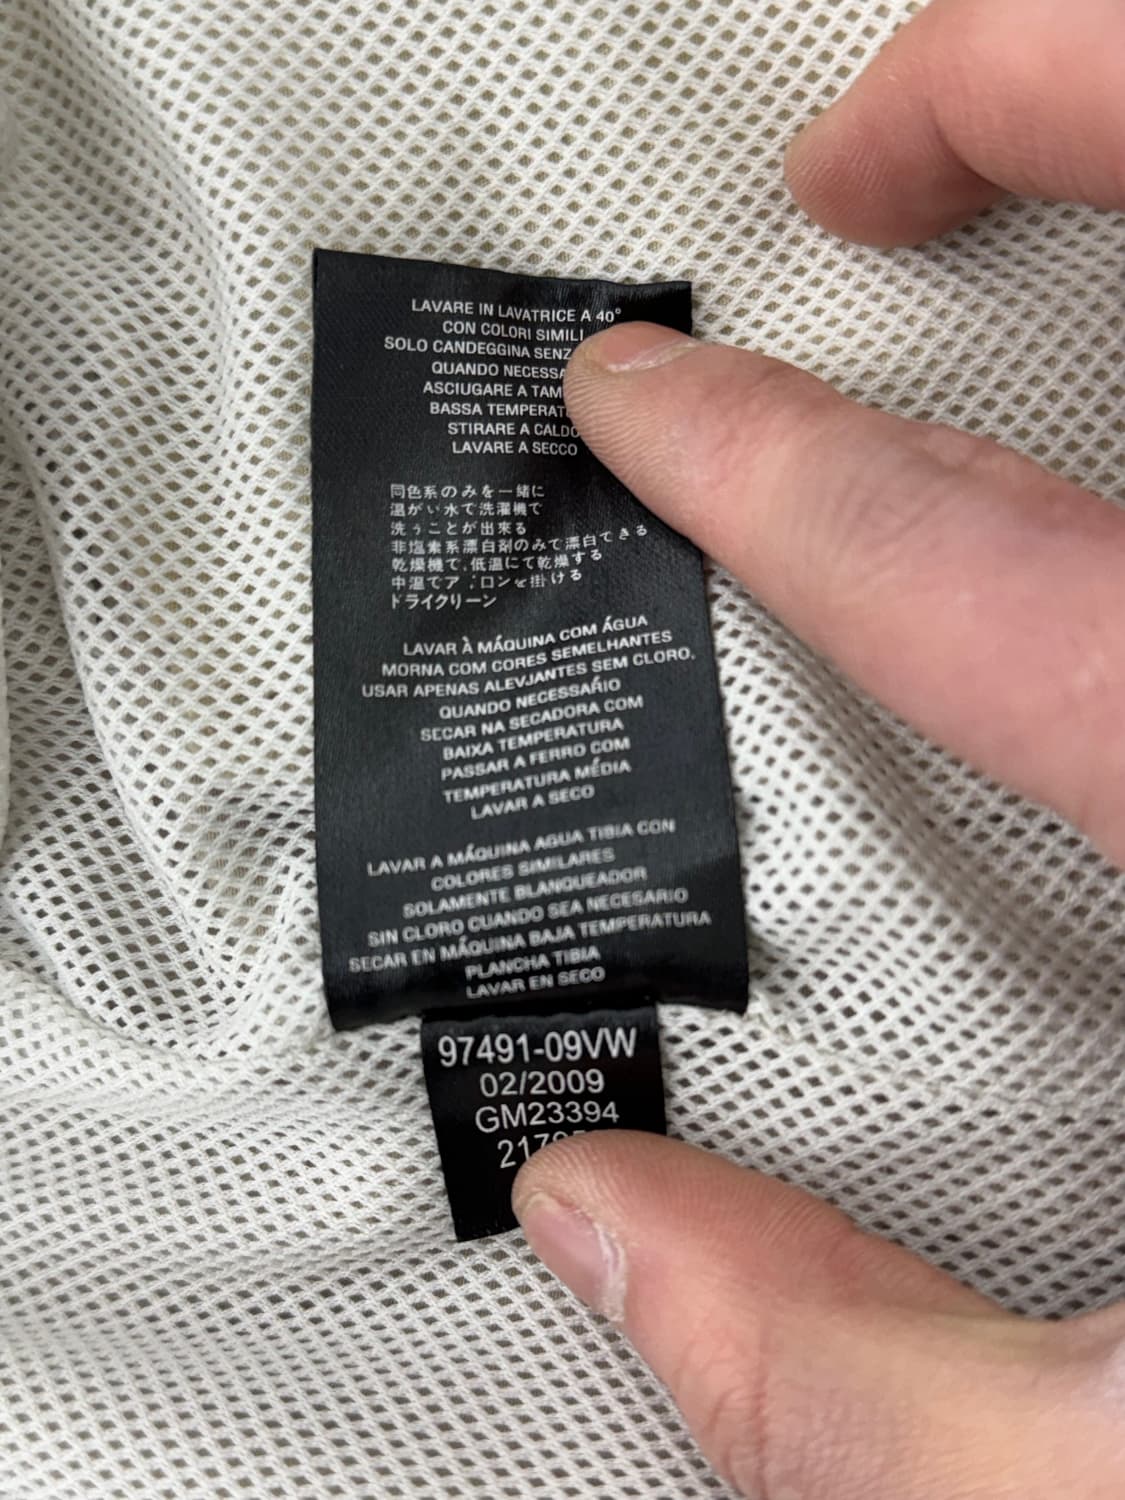 LAVARE IN LAVATRICE A 40°
CON COLORI SIMILI
SOLO CANDEGGINA
QUANDO
ASCIUGARE A
BASSA
STIRARE A CALDO
LAVARE A SECCO
同色系のみを一緒に
温がい水で洗濯機で
洗うことが出来る
非塩素系漂白剤のみで漂白できる
乾燥機で,低温にて乾燥する
中温でア ロンを掛ける
ドライクリーン
LAVAR À MÁQUINA COM ÁGUA
MORNA COM CORES SEMELHANTES
USAR APENAS ALEVJANTES SEM CLORO.
QUANDO NECESSÁRIO
SECAR NA SECADORA COM
BAIXA TEMPERATURA
PASSAR A FERRO COM
TEMPERATURA MÉDIA
LAVAR A SECO
LAVAR A MÁQUINA AGUA TIBIA CON
COLORES SIMILARES
SOLAMENTE BLANQUEADOR
SIN CLORO CUANDO SEA NECESARIO
SECAR EN MÁQUINA BAJA TEMPERATURA
PLANCHA TIBIA
LAVAR EN SECO
97491-09VW
02/2009
GM23394